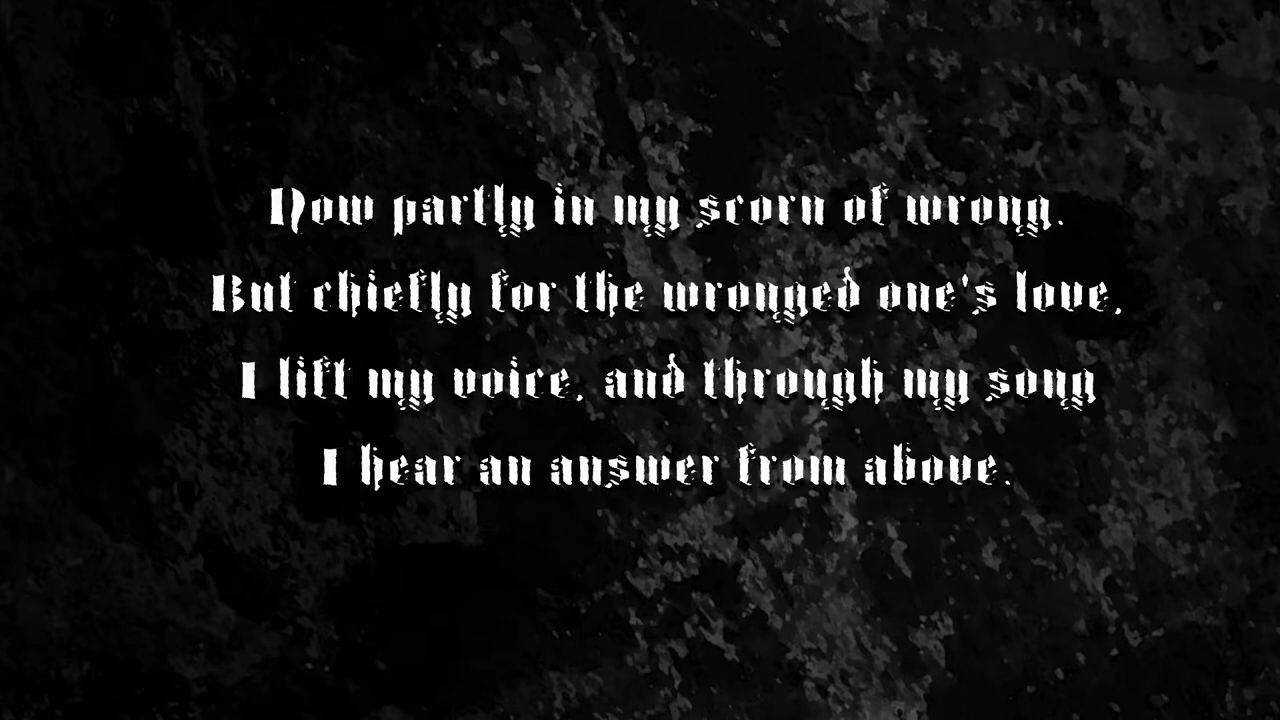 Now partly in my scorn of wrong,
But chiefly for the wronged one's love,
I lift my voice, and through my song
I hear an answer from above.